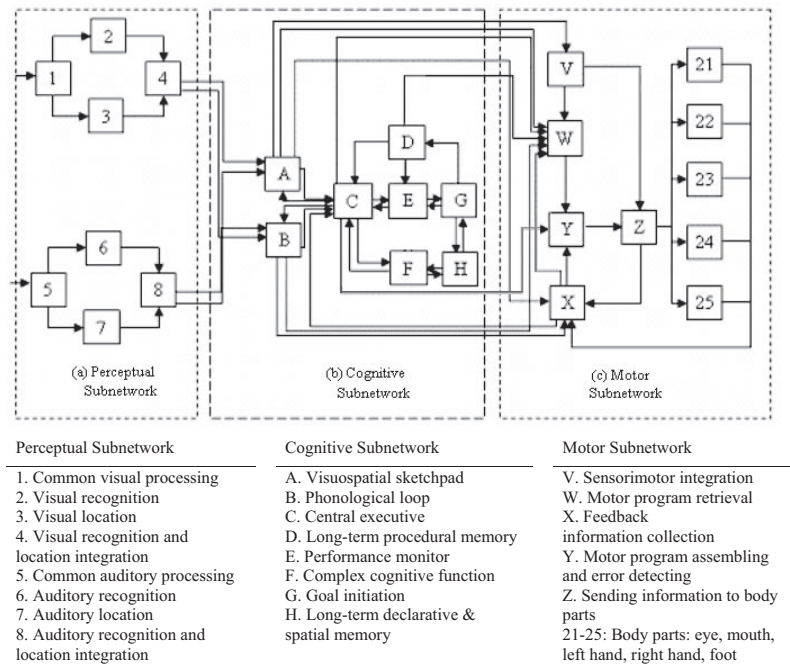 2
21
V
1
4
22
3
D
W
A
23
C
E
G
6
B
Y
Z
24
5
8
F
H
X
25
7
(a) Perceptual
Subnetwork
(b) Cognitive
Subnetwork
(c) Motor
Subnetwork
Perceptual Subnetwork
1. Common visual processing
2. Visual recognition
3. Visual location
4. Visual recognition and
location integration
5. Common auditory processing
6. Auditory recognition
7. Auditory location
8. Auditory recognition and
location integration
Cognitive Subnetwork
A. Visuospatial sketchpad
B. Phonological loop
C. Central executive
D. Long-term procedural memory
E. Performance monitor
F. Complex cognitive function
G. Goal initiation
H. Long-term declarative &
spatial memory
Motor Subnetwork
V. Sensorimotor integration
W. Motor program retrieval
X. Feedback
information collection
Y. Motor program assembling
and error detecting
Z. Sending information to body
parts
21-25: Body parts: eye, mouth,
left hand, right hand, foot